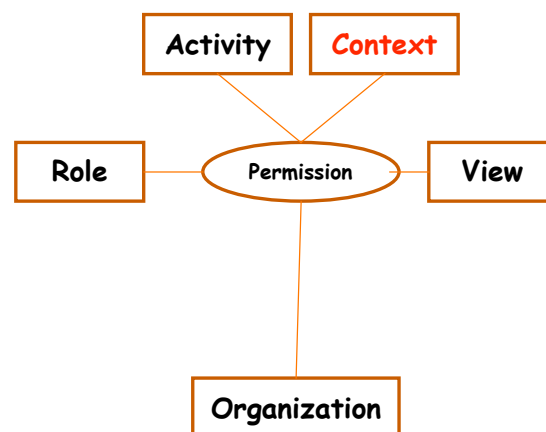 Activity
Context
Role
Permission
View
Organization